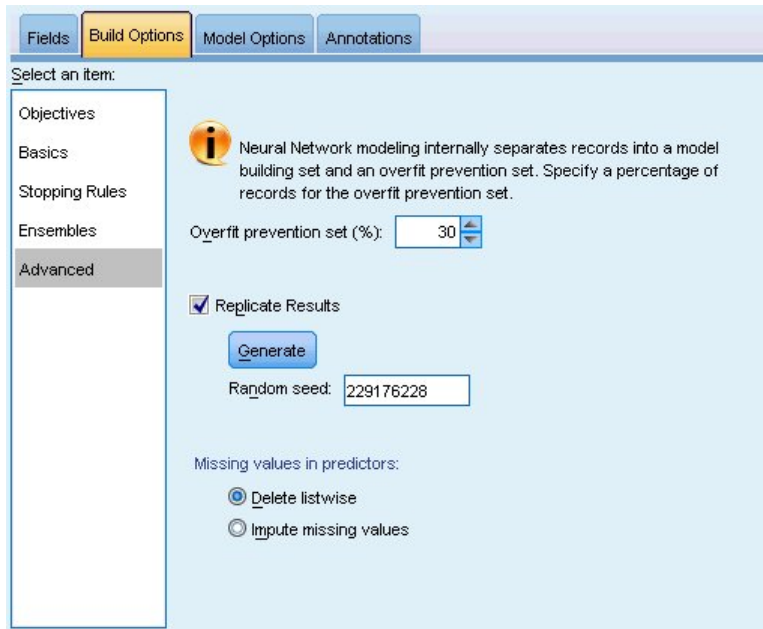 Fields
Build Options
Model Options
Annotations
Select an item:
Objectives
Basics
Stopping Rules
Ensembles
Advanced
Neural Network modeling internally separates records into a model
building set and an overfit prevention set. Specify a percentage of
records for the overfit prevention set.
Overfit prevention set (%): 30
Replicate Results
Generate
Random seed: 229176228
Missing values in predictors:
Delete listwise
Impute missing values